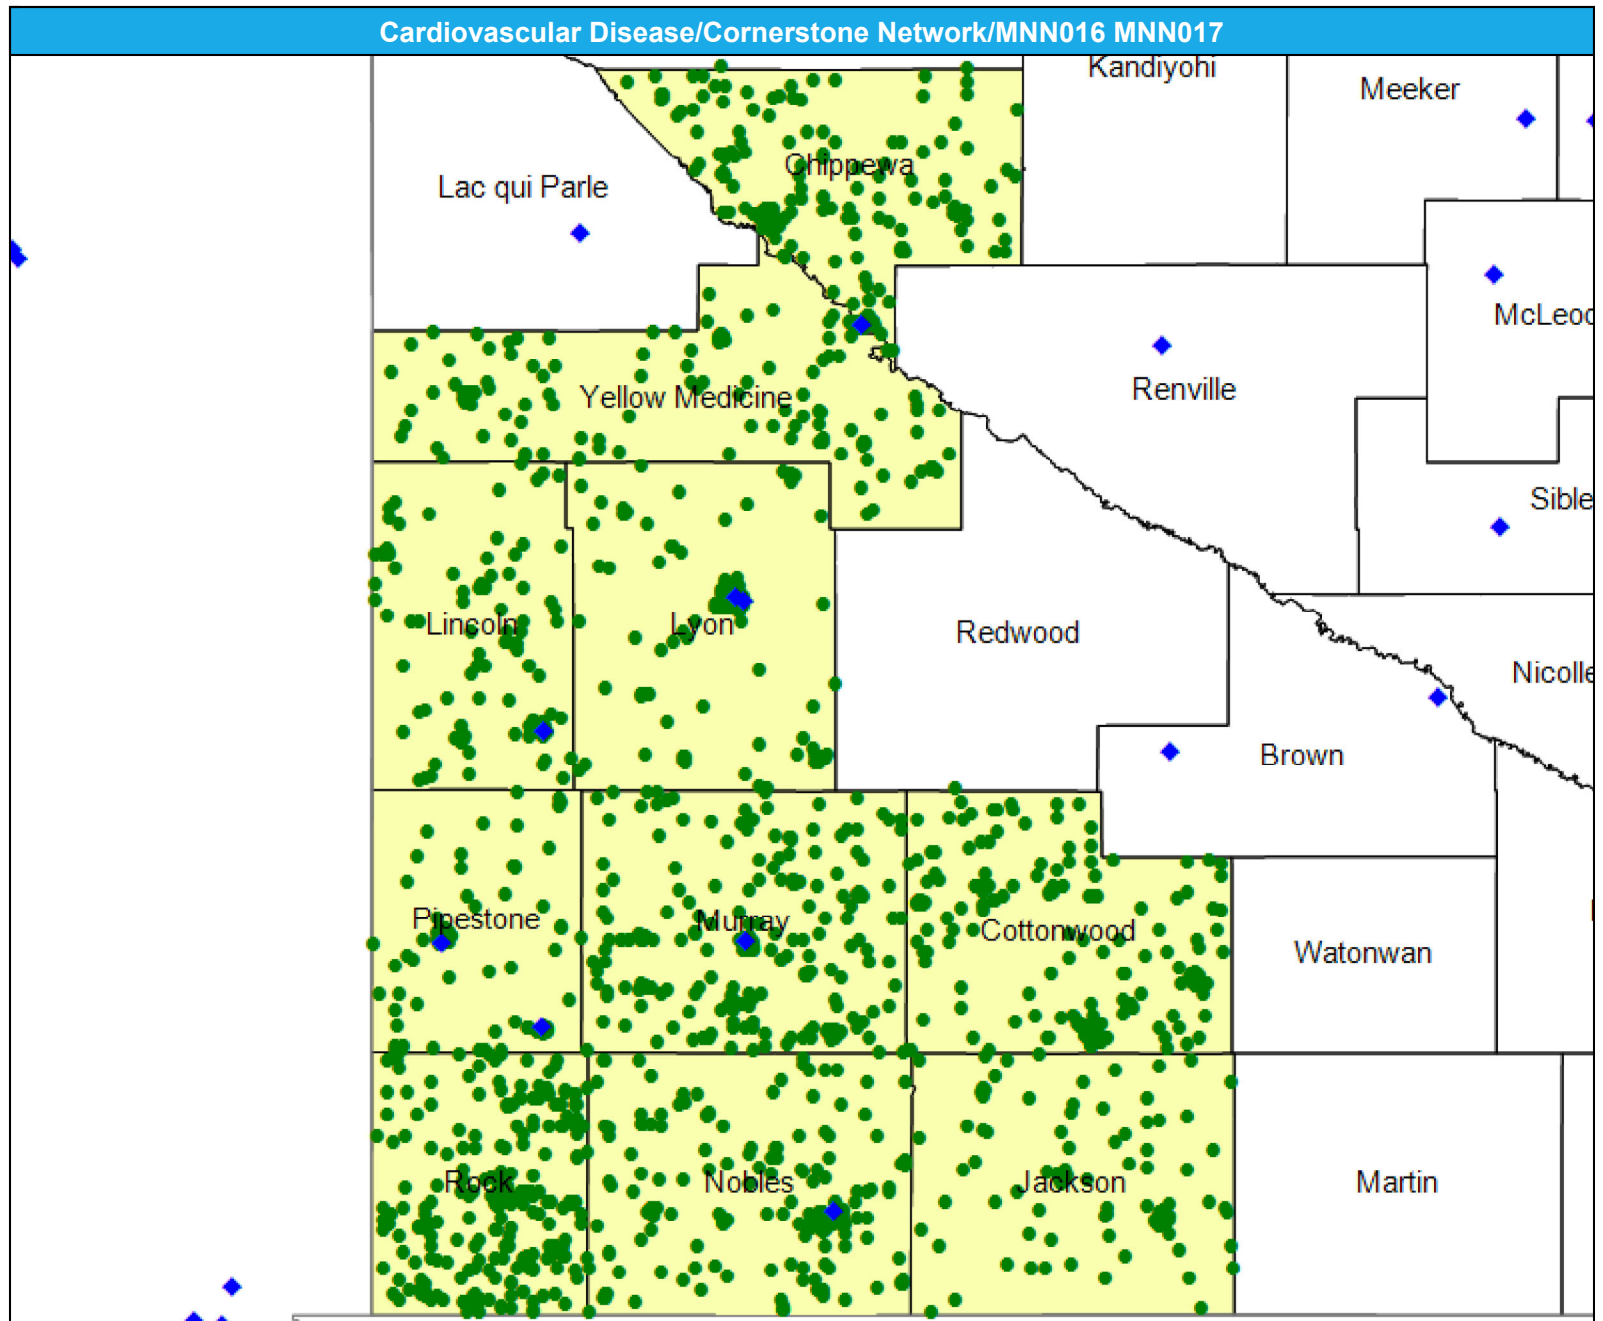 Cardiovascular Disease/Cornerstone Network/MNN016 MNN017
Kandiyohi
Meeker
Chippewa
Lac qui Parle
McLeod
Renville
Yellow Medicine
Sible
Lincoln
Lyon
Redwood
Nicolle
Brown
Pipestone
Murray
Cottonwood
Watonwan
Rock
Nobles
Jackson
Martin